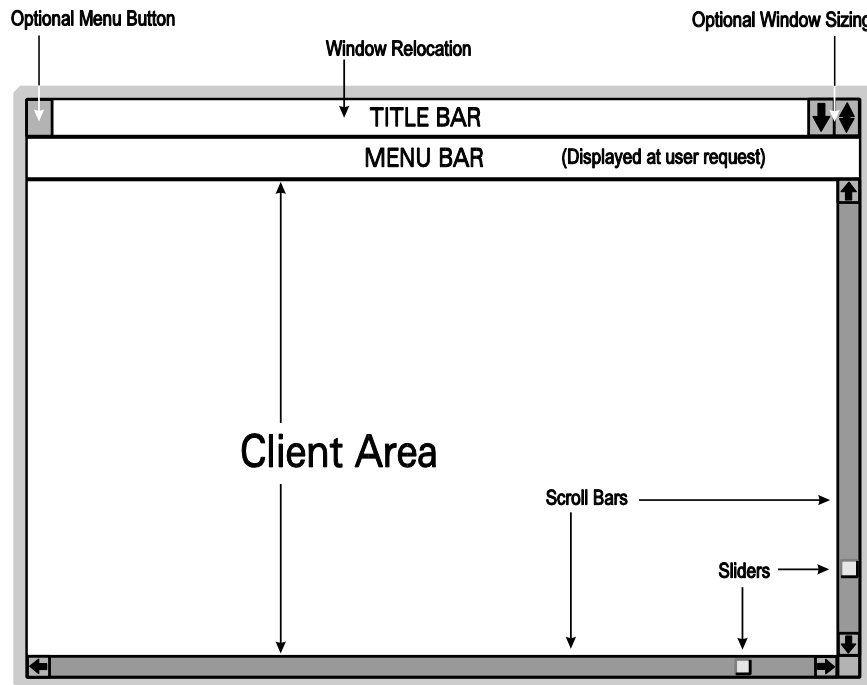 Optional Menu Button
Optional Window Sizing
Window Relocation
TITLE BAR
MENU BAR (Displayed at user request)
Client Area
Scroll Bars
Sliders